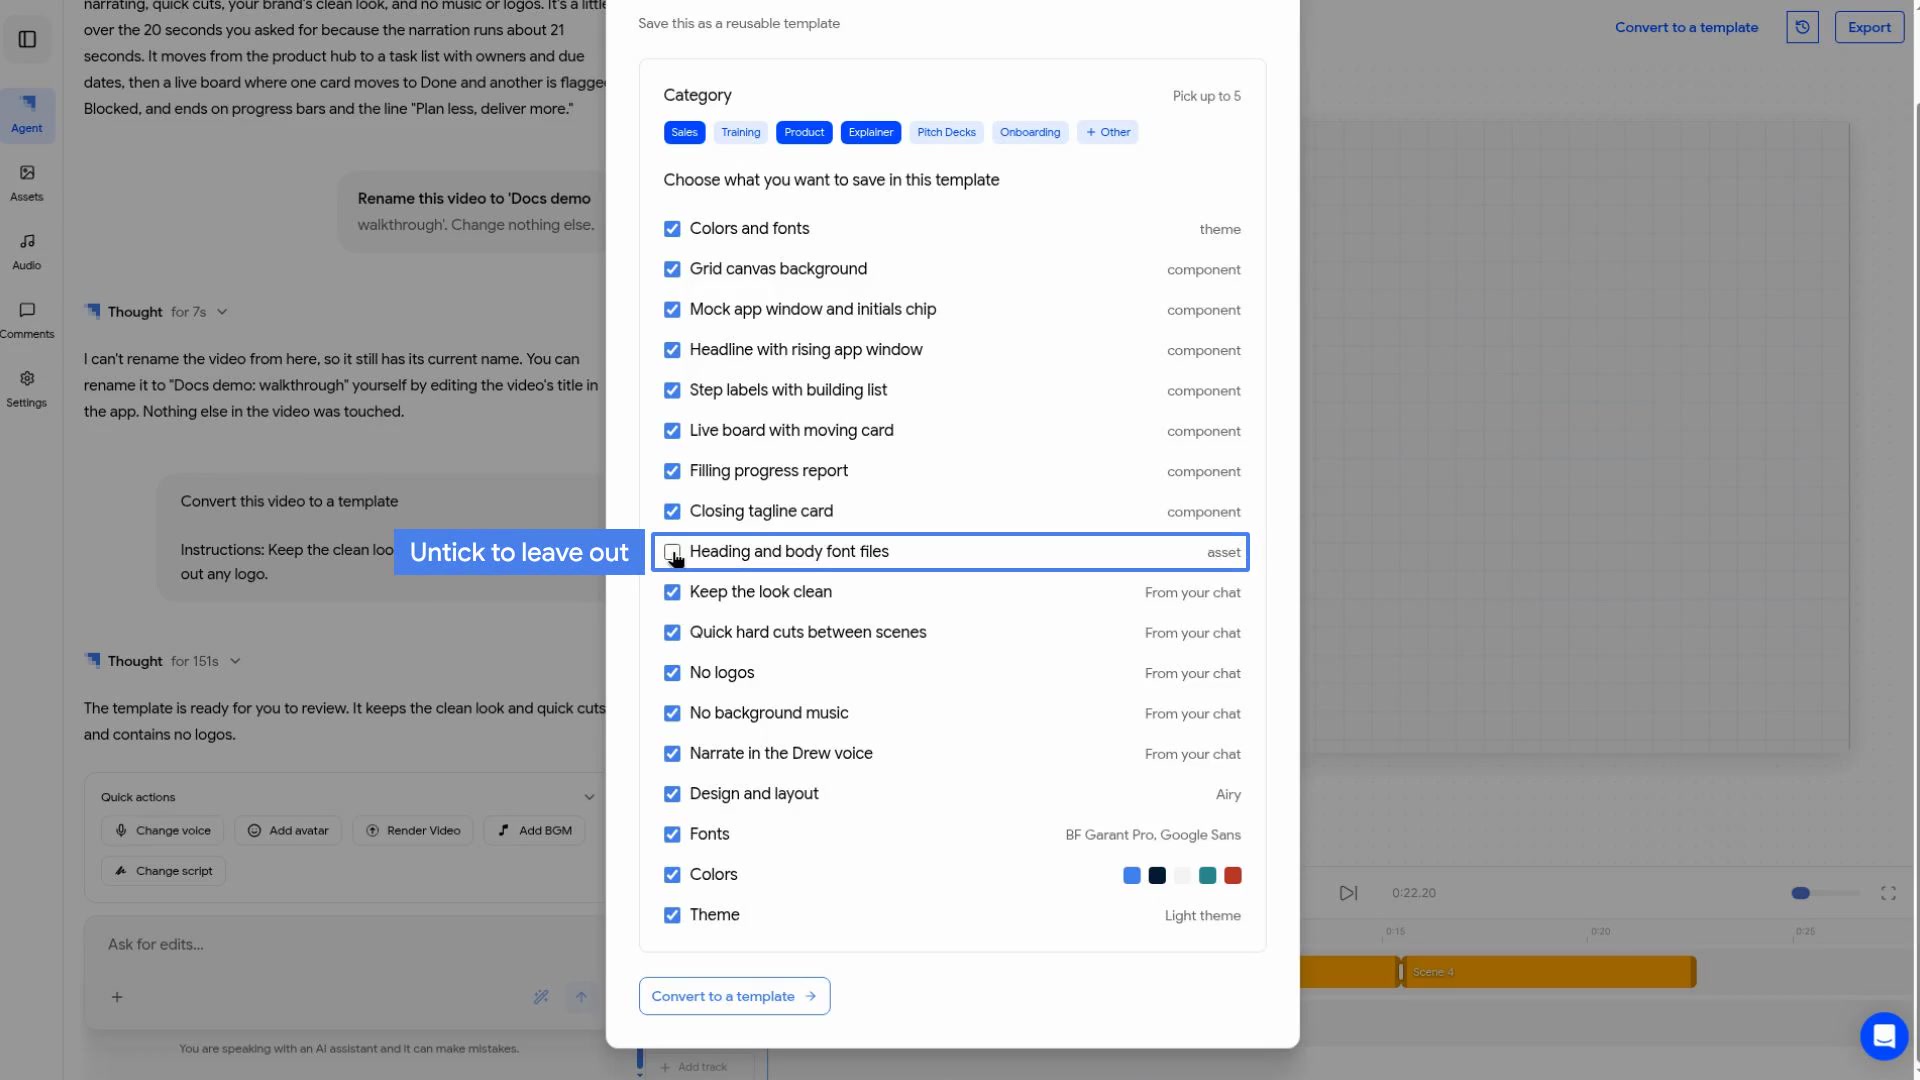 narrating, quick cuts, your brand's clean look, and no music or logos. It's a little
over the 20 seconds you asked for because the narration runs about 21
seconds. It moves from the product hub to a task list with owners and due
dates, then a live board where one card moves to Done and another is flagged
Blocked, and ends on progress bars and the line "Plan less, deliver more."
Agent
Assets
Audio
Comments
Settings
Rename this video to 'Docs demo
walkthrough'. Change nothing else.
Thought for 7s
I can't rename the video from here, so it still has its current name. You can
rename it to "Docs demo: walkthrough" yourself by editing the video's title in
the app. Nothing else in the video was touched.
Convert this video to a template
Instructions: Keep the clean loo
out any logo.
Thought for 151s
The template is ready for you to review. It keeps the clean look and quick cuts
and contains no logos.
Quick actions
Change voice
Add avatar
Render Video
Add BGM
Change script
Ask for edits...
You are speaking with an AI assistant and it can make mistakes.
Save this as a reusable template
Category
Pick up to 5
Sales
Training
Product
Explainer
Pitch Decks
Onboarding
+ Other
Choose what you want to save in this template
Colors and fonts theme
Grid canvas background component
Mock app window and initials chip component
Headline with rising app window component
Step labels with building list component
Live board with moving card component
Filling progress report component
Closing tagline card component
Untick to leave out
Heading and body font files asset
Keep the look clean From your chat
Quick hard cuts between scenes From your chat
No logos From your chat
No background music From your chat
Narrate in the Drew voice From your chat
Design and layout Airy
Fonts BF Garant Pro, Google Sans
Colors
Theme Light theme
Convert to a template
Convert to a template
Export
0:22.20
0:15
0:20
0:25
Scene 4
+ Add track